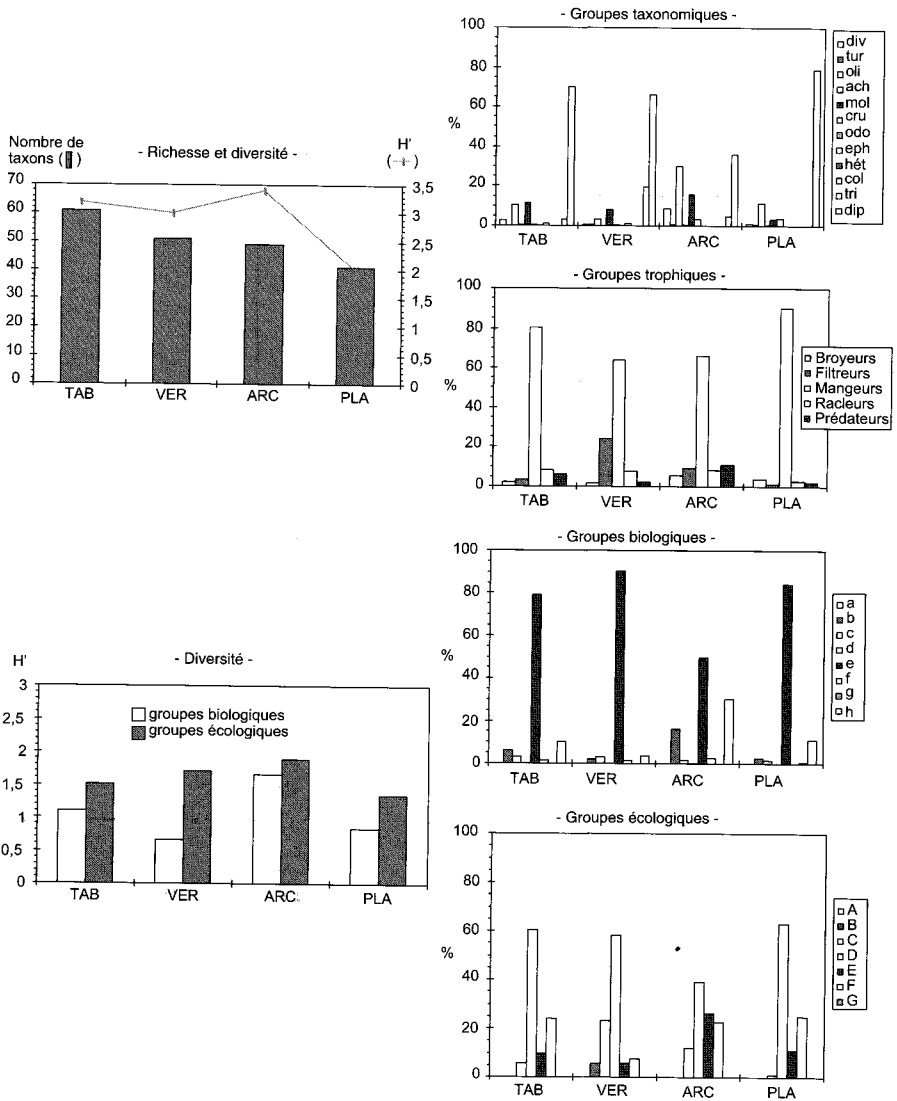 - Richesse et diversité -
Nombre de
taxons ( )
H'
( )
70
60
50
40
30
20
10
0
3,5
3
2,5
2
1,5
1
0,5
0
TAB VER ARC PLA
- Diversité -
H'
3
2,5
2
1,5
1
0,5
0
groupes biologiques
groupes écologiques
TAB VER ARC PLA
- Groupes taxonomiques -
100
80
60
%
40
20
0
TAB VER ARC PLA
div
tur
oli
ach
mol
cru
odo
eph
hét
col
tri
dip
- Groupes trophiques -
100
80
60
40
%
20
0
TAB VER ARC PLA
Broyeurs
Filtreurs
Mangeurs
Racleurs
Prédateurs
- Groupes biologiques -
100
80
60
%
40
20
0
TAB VER ARC PLA
a
b
c
d
e
f
g
h
- Groupes écologiques -
100
80
60
%
40
20
0
TAB VER ARC PLA
A
B
C
D
E
F
G